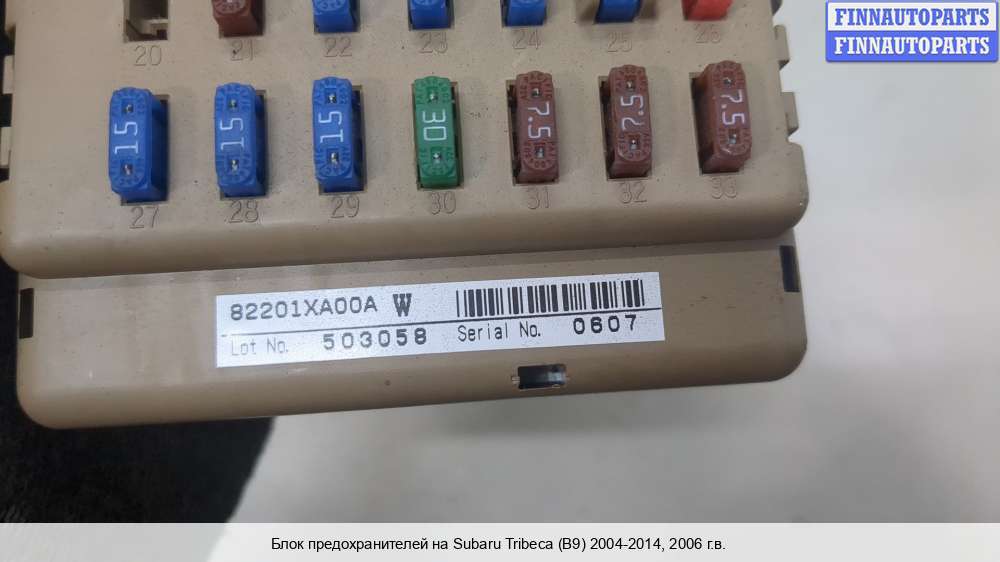 FINNAUTOPARTS
FINNAUTOPARTS
20 21 22 23 24 25 26
15 15 15 30 7.5 7.5 7.5
27 28 29 30 31 32 33
82201XA00A W
Lot No. 503058 Serial No. 0607
Блок предохранителей на Subaru Tribeca (B9) 2004-2014, 2006 г.в.